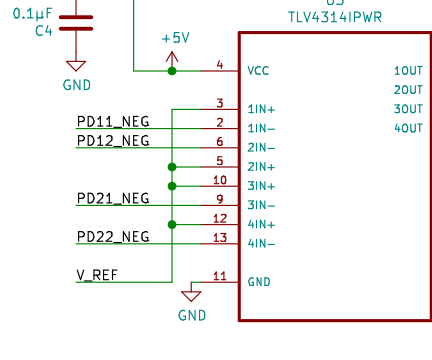 0.1µF
C4
GND
+5V
TLV4314IPWR
4
VCC
1OUT
2OUT
3OUT
4OUT
3
1IN+
PD11_NEG
2
1IN-
PD12_NEG
6
2IN-
5
2IN+
10
3IN+
PD21_NEG
9
3IN-
12
4IN+
PD22_NEG
13
4IN-
V_REF
11
GND
GND